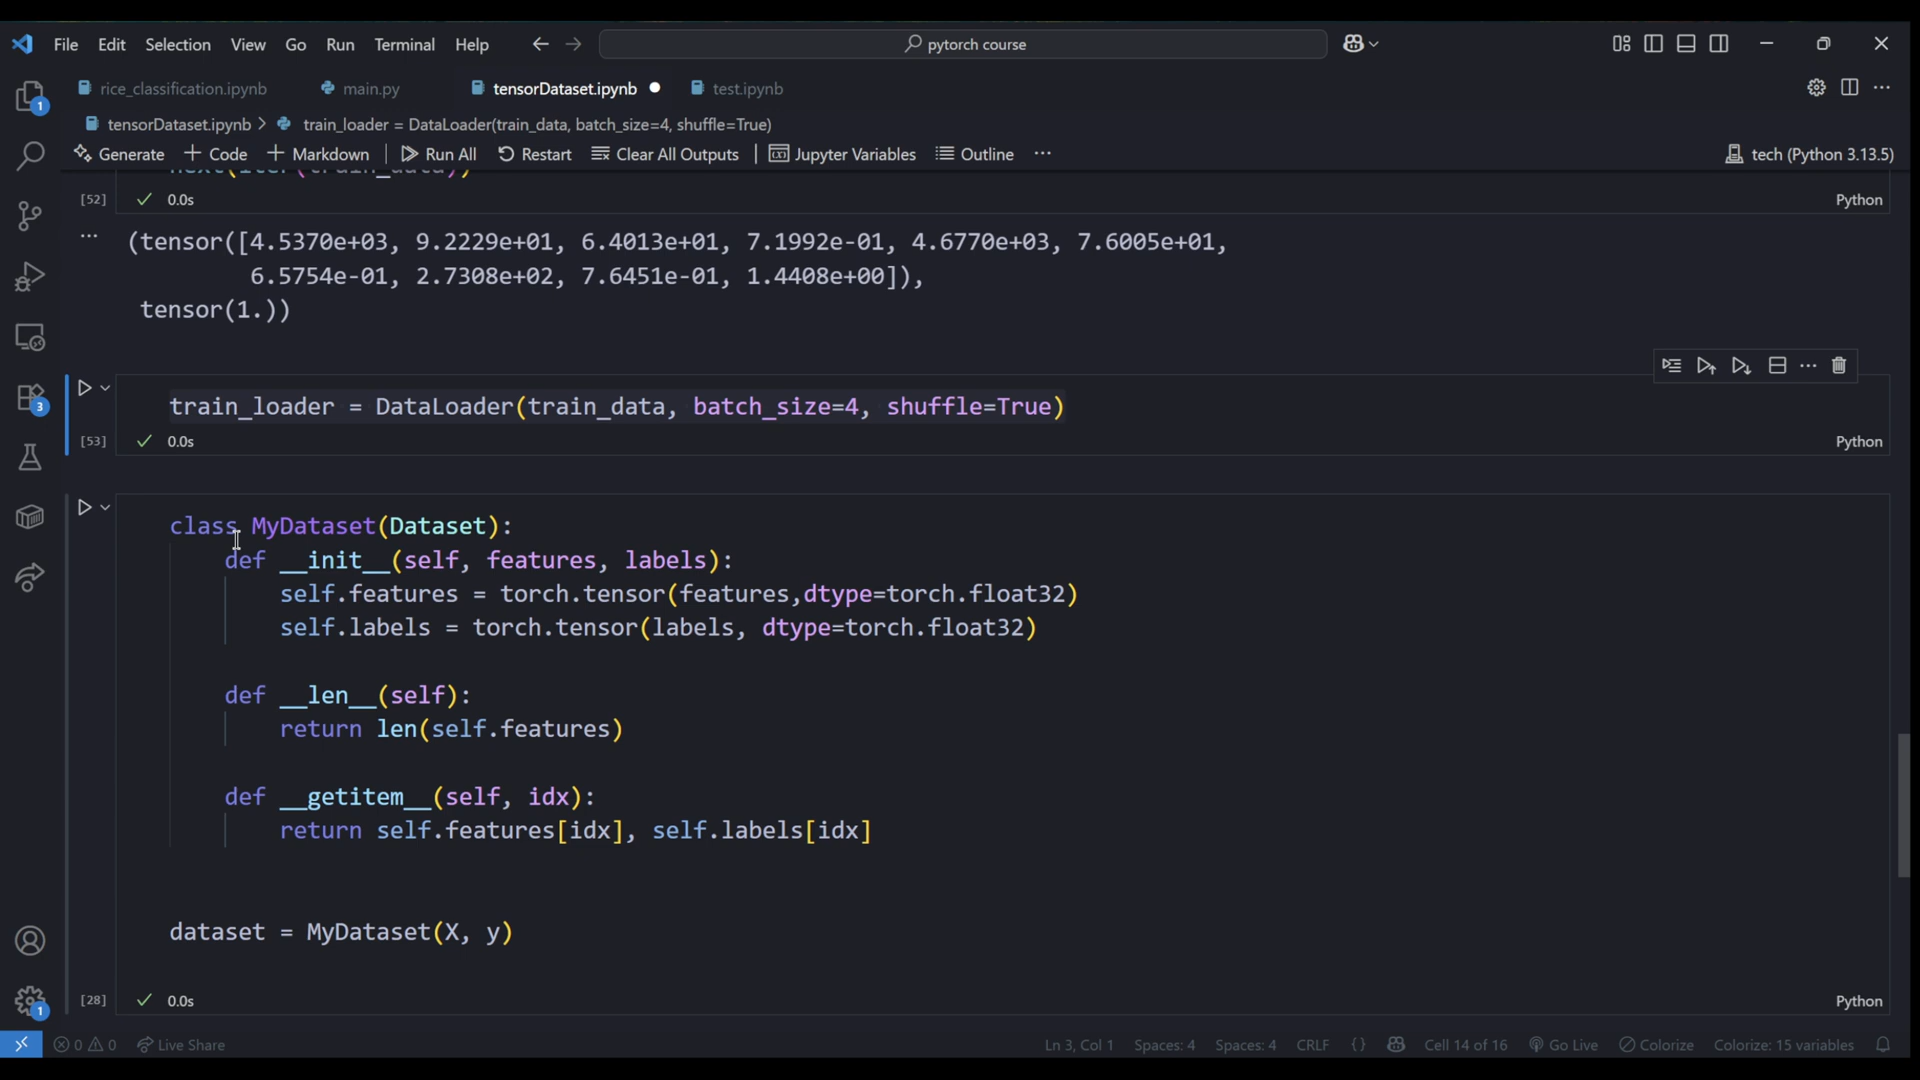 File Edit Selection View Go Run Terminal Help pytorch course
rice_classification.ipynb main.py tensorDataset.ipynb test.ipynb
tensorDataset.ipynb > train_loader = DataLoader(train_data, batch_size=4, shuffle=True)
Generate + Code + Markdown Run All Restart Clear All Outputs Jupyter Variables Outline ... tech (Python 3.13.5)
next(iter(train_data))
[52] 0.0s Python
... (tensor([4.5370e+03, 9.2229e+01, 6.4013e+01, 7.1992e-01, 4.6770e+03, 7.6005e+01,
6.5754e-01, 2.7308e+02, 7.6451e-01, 1.4408e+00]),
tensor(1.))
train_loader = DataLoader(train_data, batch_size=4, shuffle=True)
[53] 0.0s Python
class MyDataset(Dataset):
def __init__(self, features, labels):
self.features = torch.tensor(features,dtype=torch.float32)
self.labels = torch.tensor(labels, dtype=torch.float32)
def __len__(self):
return len(self.features)
def __getitem__(self, idx):
return self.features[idx], self.labels[idx]
dataset = MyDataset(X, y)
[28] 0.0s Python
0 0 Live Share Ln 3, Col 1 Spaces: 4 Spaces: 4 CRLF {} Cell 14 of 16 Go Live Colorize Colorize: 15 variables
1
3
1